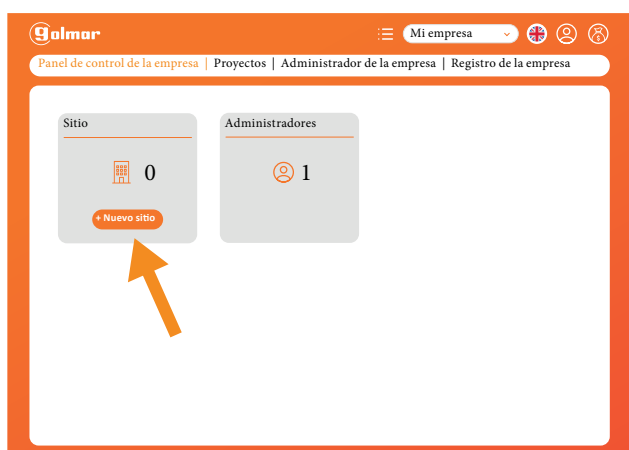 golmar
Mi empresa
Panel de control de la empresa | Proyectos | Administrador de la empresa | Registro de la empresa
Sitio
Administradores
0
1
+ Nuevo sitio